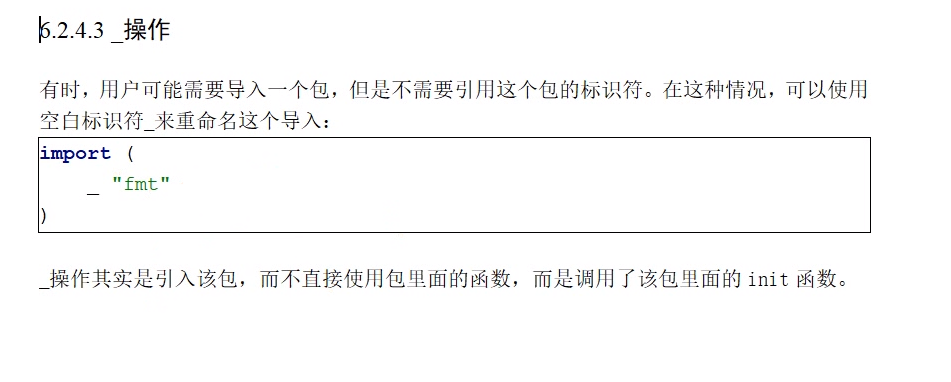 6.2.4.3 _操作
有时，用户可能需要导入一个包，但是不需要引用这个包的标识符。在这种情况，可以使用
空白标识符_来重命名这个导入：
import (
    _ "fmt"
)
_操作其实是引入该包，而不直接使用包里面的函数，而是调用了该包里面的 init 函数。